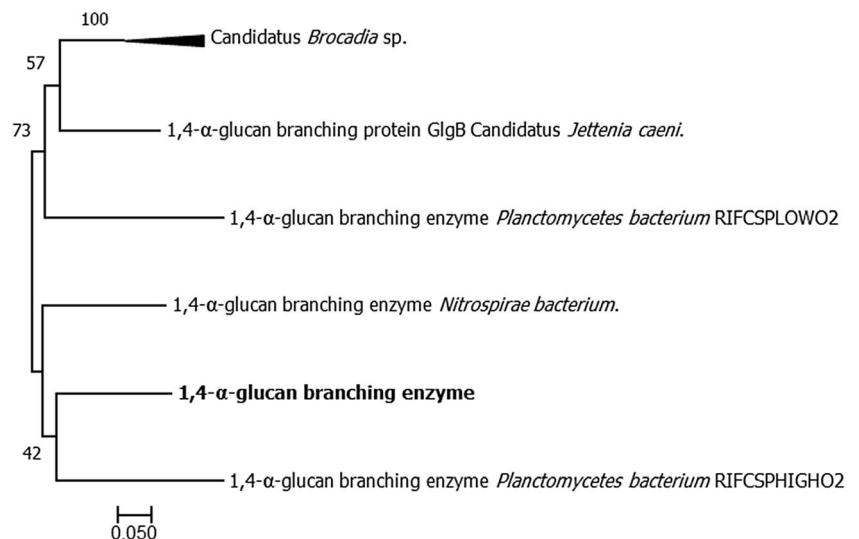 100
Candidatus Brocadia sp.
57
1,4-α-glucan branching protein GlgB Candidatus Jettenia caeni.
73
1,4-α-glucan branching enzyme Planctomycetes bacterium RIFCSPLOWO2
1,4-α-glucan branching enzyme Nitrospirae bacterium.
1,4-α-glucan branching enzyme
42
1,4-α-glucan branching enzyme Planctomycetes bacterium RIFCSPHIGHO2
0.050